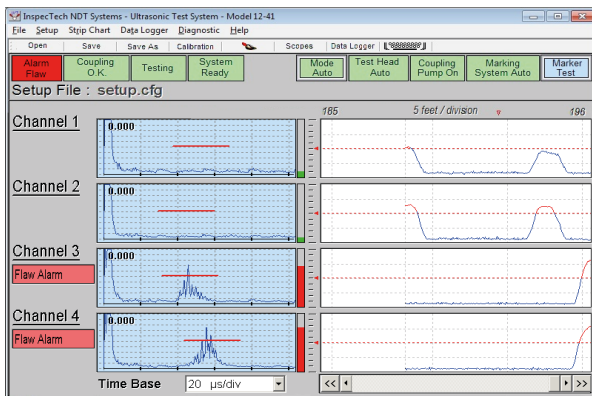 InspecTech NDT Systems - Ultrasonic Test System - Model 12-41
File Setup Strip Chart Data Logger Diagnostic Help
Open Save Save As Calibration Scopes Data Logger
Alarm Flaw Coupling O.K. Testing System Ready Mode Auto Test Head Auto Coupling Pump On Marking System Auto Marker Test
Setup File : setup.cfg
185 5 feet / division 196
Channel 1
0.000
Channel 2
0.000
Channel 3
0.000
Flaw Alarm
Channel 4
0.000
Flaw Alarm
Time Base 20 µs/div << >>